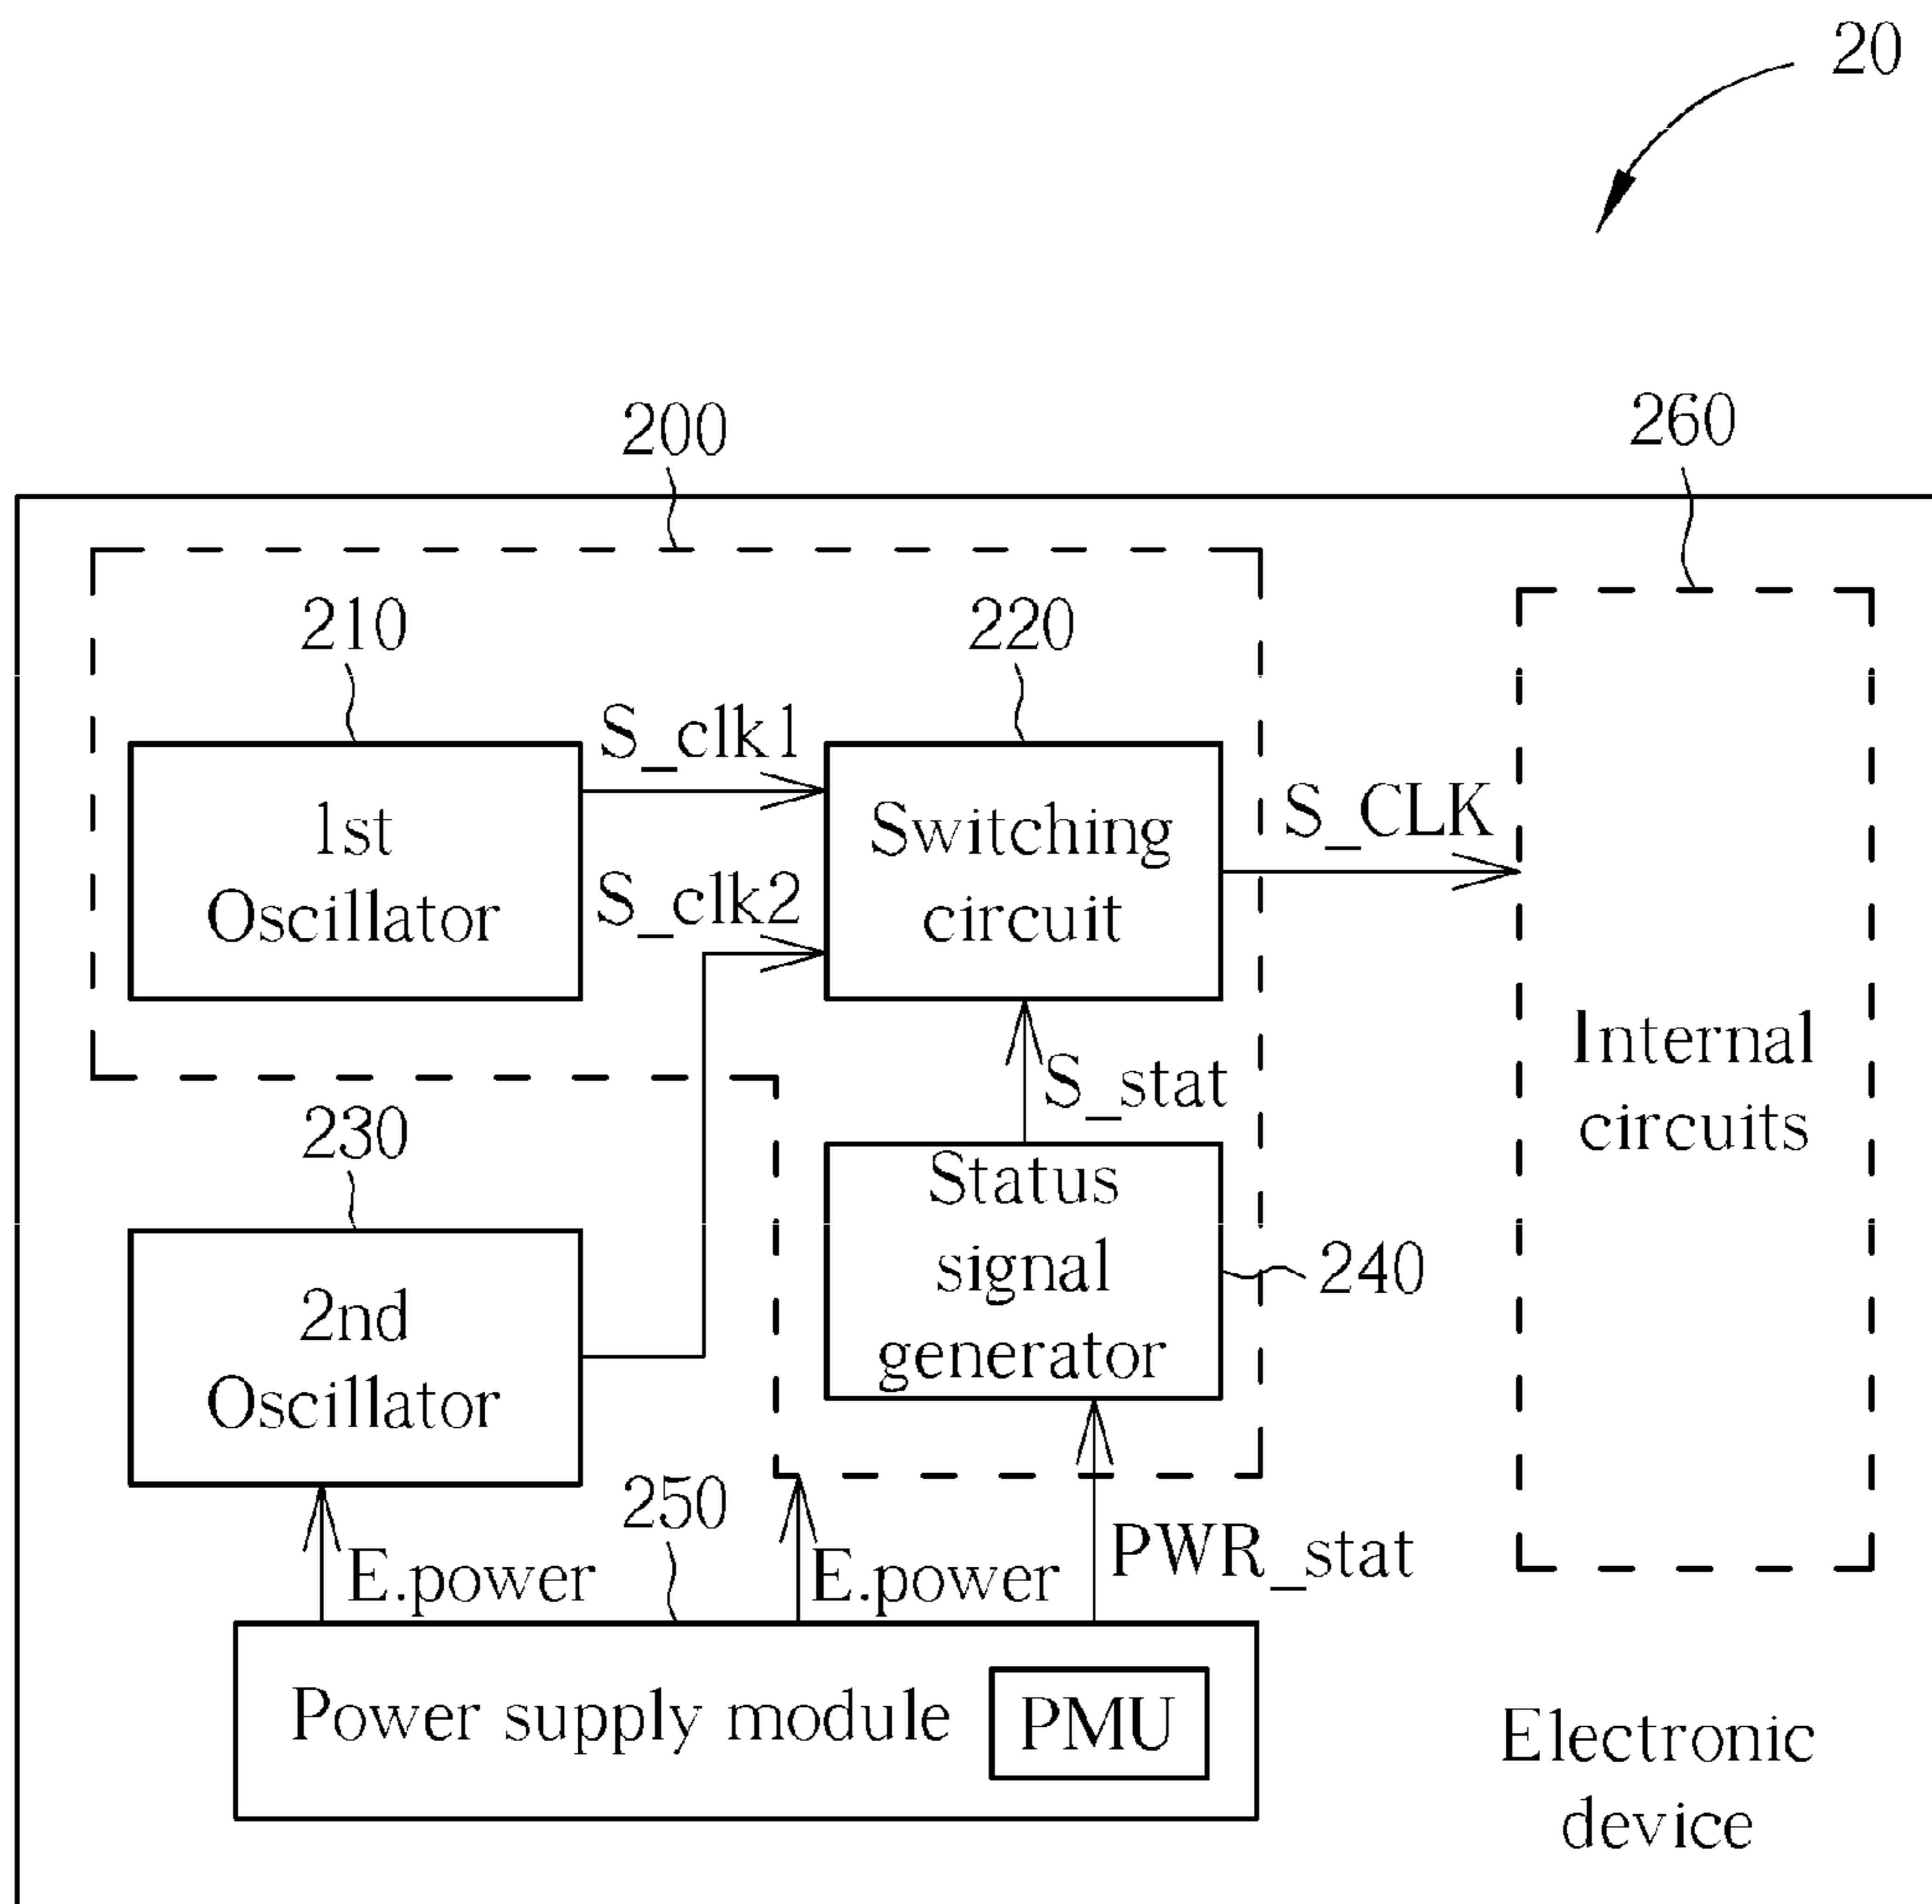 20
200
260
210
220
S_clk1
1st
Oscillator
Switching
circuit
S_CLK
S_clk2
Internal
circuits
S_stat
230
Status
signal
generator
240
2nd
Oscillator
250
E.power
E.power
PWR_stat
Power supply module
PMU
Electronic
device